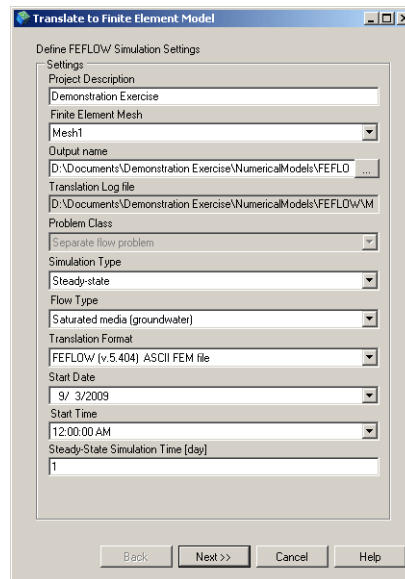 Translate to Finite Element Model
Define FEFLOW Simulation Settings
Settings
Project Description
Demonstration Exercise
Finite Element Mesh
Mesh1
Output name
D:\Documents\Demonstration Exercise\NumericalModels\FEFLO
...
Translation Log file
D:\Documents\Demonstration Exercise\NumericalModels\FEFLOW\M
Problem Class
Separate flow problem
Simulation Type
Steady-state
Flow Type
Saturated media (groundwater)
Translation Format
FEFLOW (v.5.404) ASCII FEM file
Start Date
9/ 3/2009
Start Time
12:00:00 AM
Steady-State Simulation Time [day]
1
Back Next >> Cancel Help